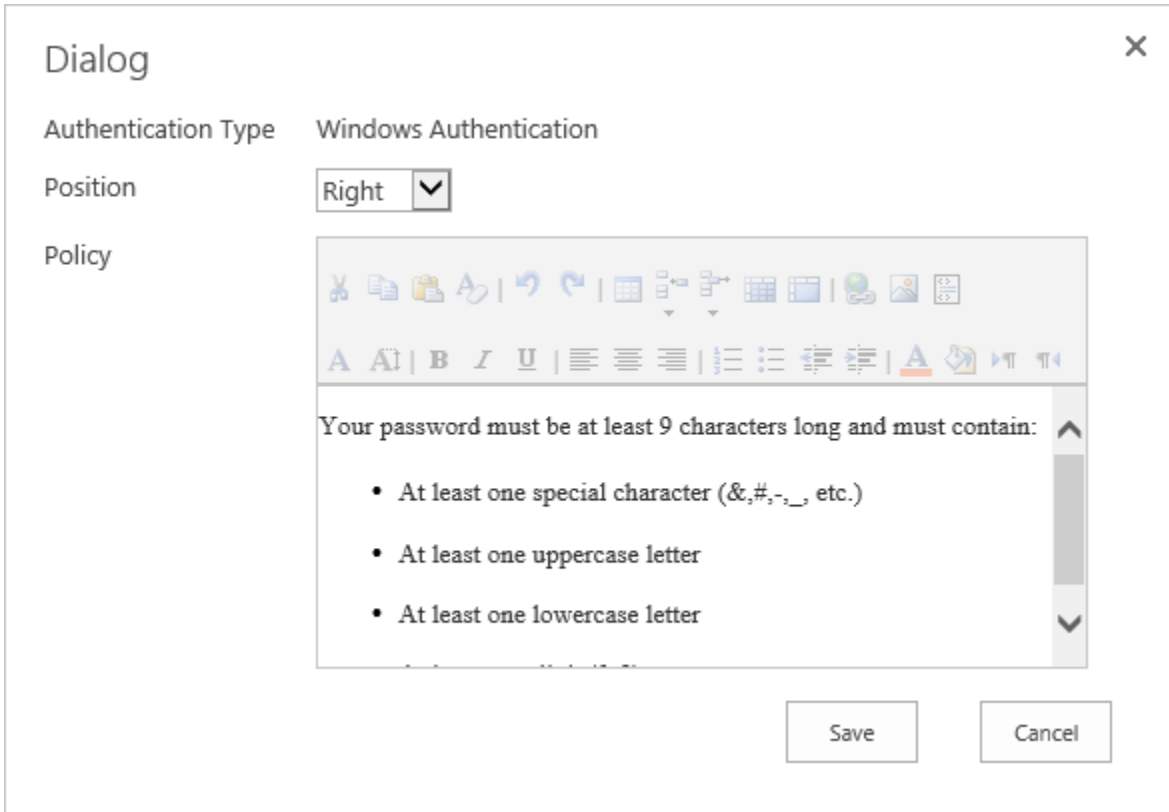 Dialog
Authentication Type Windows Authentication
Position Right
Policy
Your password must be at least 9 characters long and must contain:
• At least one special character (&,#,-,_, etc.)
• At least one uppercase letter
• At least one lowercase letter
Save Cancel